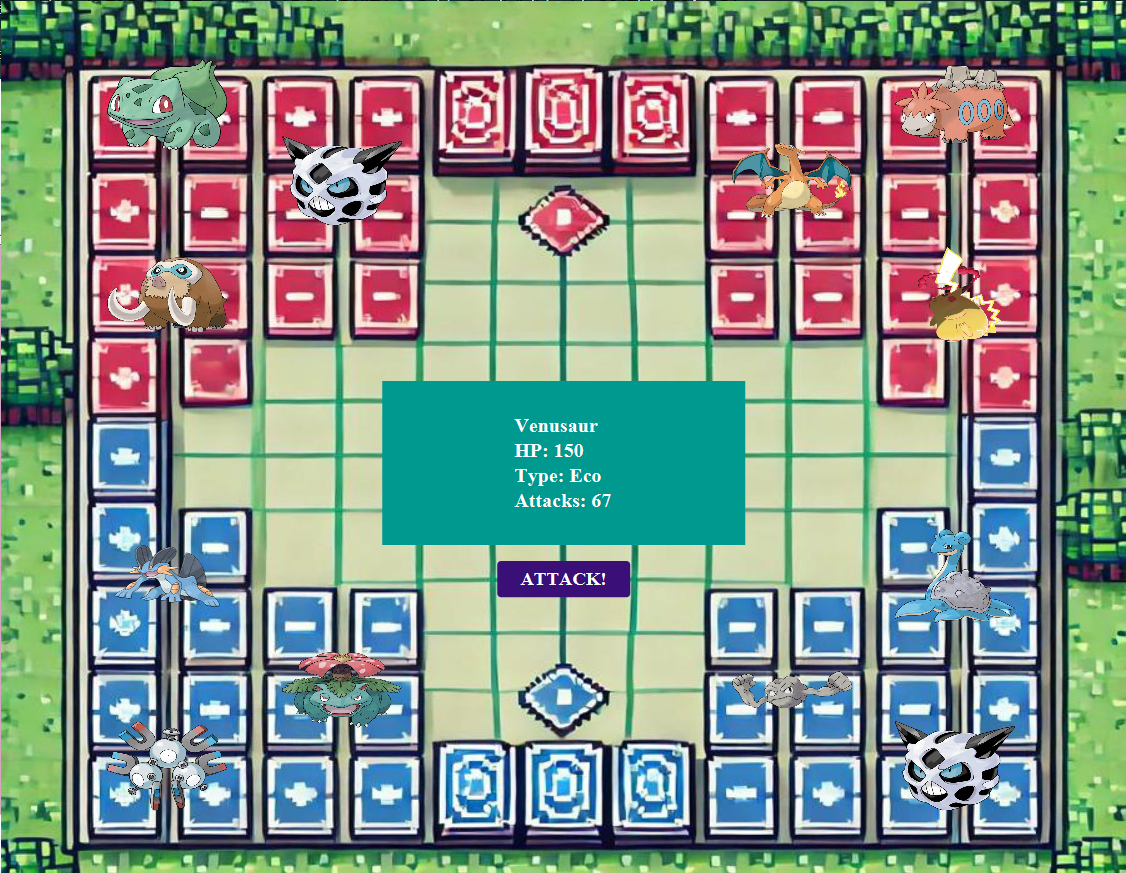 Venusaur
HP: 150
Type: Eco
Attacks: 67
ATTACK!